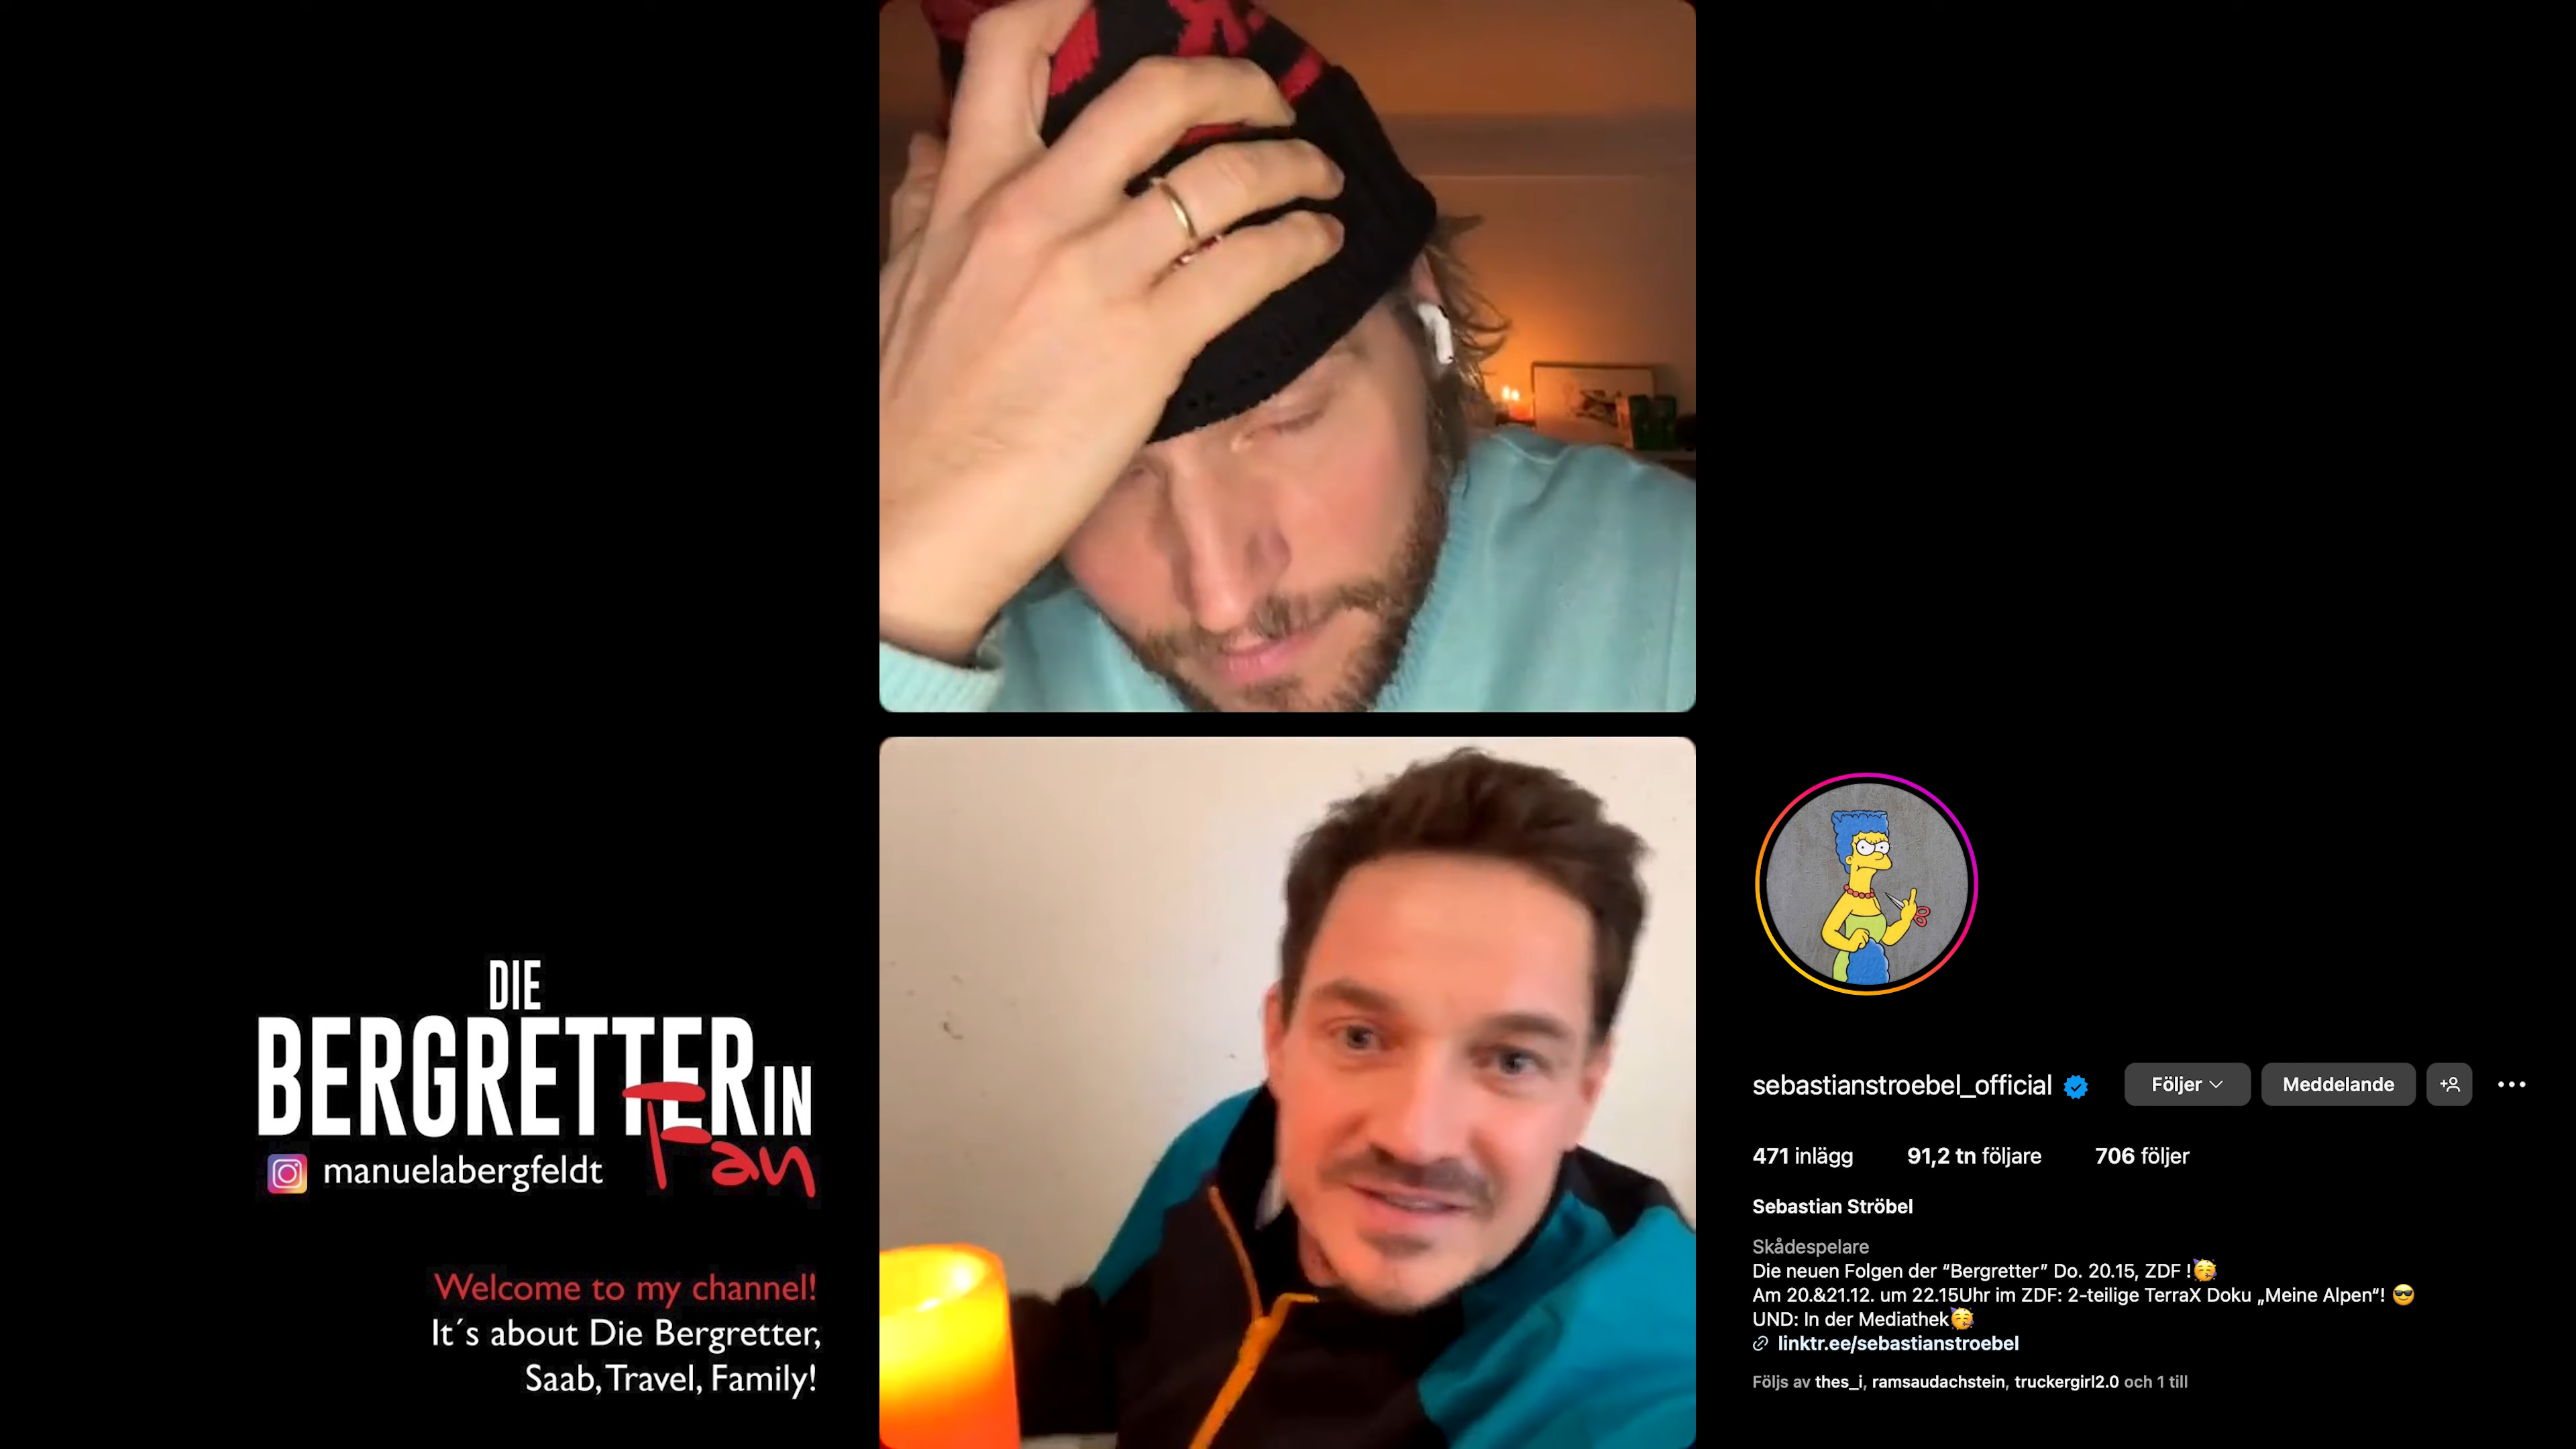 DIE
BERGRETTERIN
Fan
manuelabergfeldt
Welcome to my channel!
It´s about Die Bergretter,
Saab, Travel, Family!
sebastianstroebel_official
Följer
Meddelande
471 inlägg
91,2 tn följare
706 följer
Sebastian Ströbel
Skådespelare
Die neuen Folgen der “Bergretter” Do. 20.15, ZDF !🥳
Am 20.&21.12. um 22.15Uhr im ZDF: 2-teilige TerraX Doku „Meine Alpen“! 😎
UND: In der Mediathek🥳
linktr.ee/sebastianstroebel
Följs av thes_i, ramsaudachstein, truckergirl2.0 och 1 till